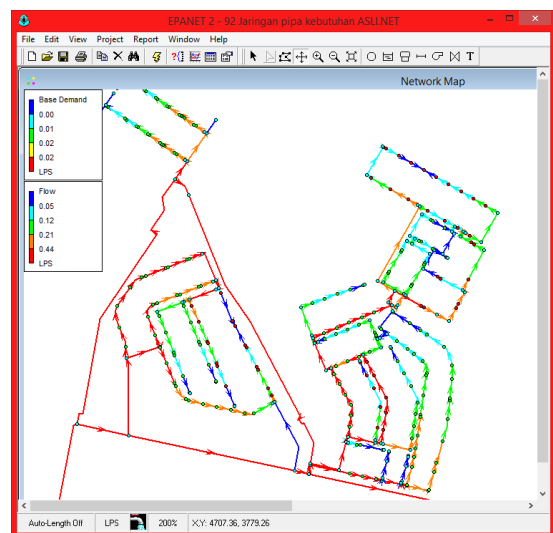 EPANET 2 - 92 Jaringan pipa kebutuhan ASLI.NET
File Edit View Project Report Window Help
T
Network Map
Base Demand
0.00
0.01
0.02
0.02
LPS
Flow
0.05
0.12
0.21
0.44
LPS
Auto-Length Off LPS 200% X,Y: 4707.36, 3779.26